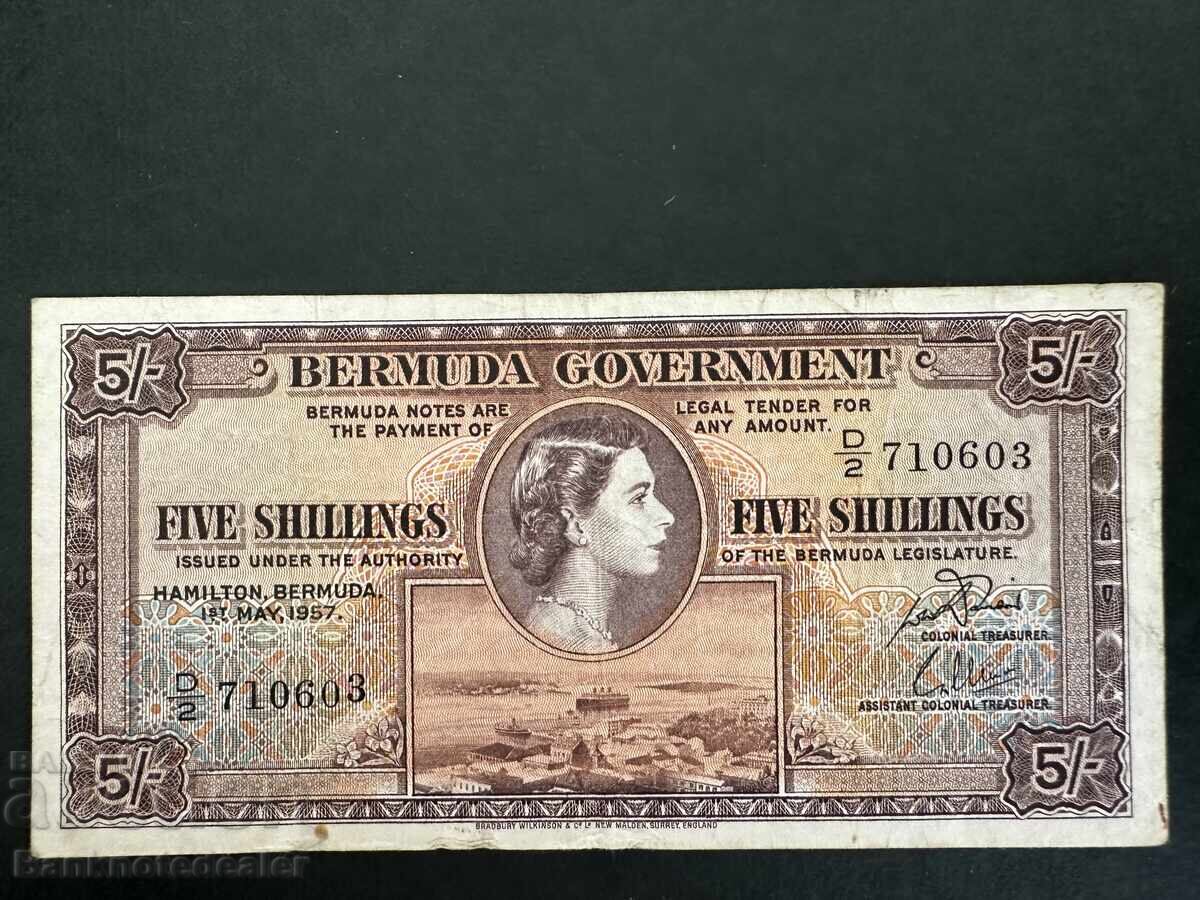 5/-
5/-
BERMUDA GOVERNMENT
BERMUDA NOTES ARE LEGAL TENDER FOR
THE PAYMENT OF ANY AMOUNT.
D/2 710603
FIVE SHILLINGS
FIVE SHILLINGS
ISSUED UNDER THE AUTHORITY OF THE BERMUDA LEGISLATURE.
HAMILTON, BERMUDA.
1ST MAY, 1957.
COLONIAL TREASURER.
D/2 710603
ASSISTANT COLONIAL TREASURER.
5/-
5/-
BRADBURY WILKINSON & Co Ld NEW MALDEN, SURREY, ENGLAND
Banknotedealer